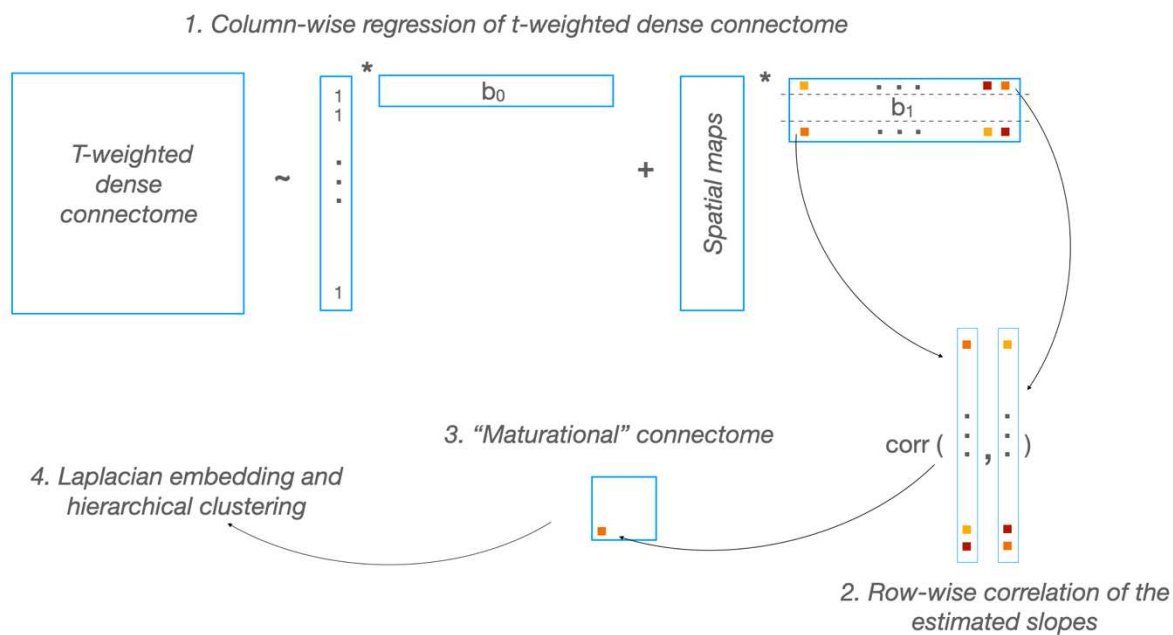 1. Column-wise regression of t-weighted dense connectome
T-weighted
dense
connectome
~
1
1
1
*
b₀
+
Spatial maps
*
b₁
corr ( , )
2. Row-wise correlation of the
estimated slopes
3. “Maturational” connectome
4. Laplacian embedding and
hierarchical clustering